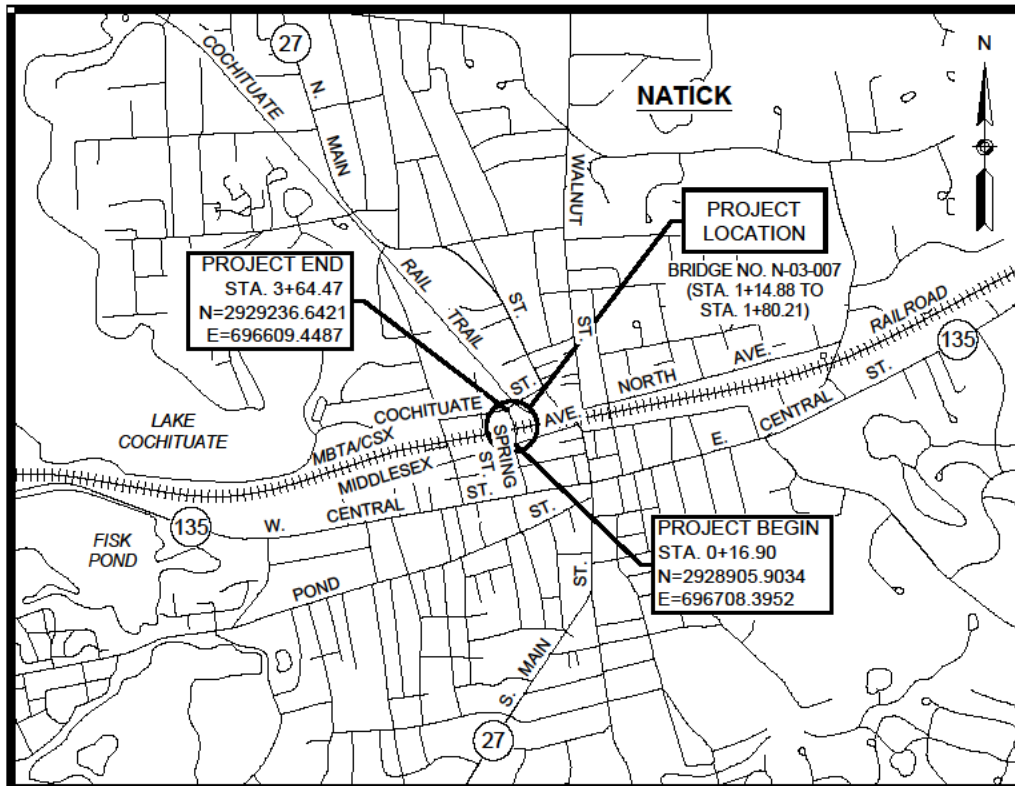 27
COCHITUATE
RAIL
TRAIL
N.
MAIN
ST.
N
NATICK
WALNUT
ST.
PROJECT
LOCATION
BRIDGE NO. N-03-007
(STA. 1+14.88 TO
STA. 1+80.21)
PROJECT END
STA. 3+64.47
N=2929236.6421
E=696609.4487
RAILROAD
135
NORTH
AVE.
COCHITUATE
ST.
AVE.
LAKE
COCHITUATE
MBTA/CSX
MIDDLESEX
ST.
SPRING
ST.
E.
CENTRAL
ST.
135
W.
CENTRAL
ST.
FISK
POND
POND
ST.
PROJECT BEGIN
STA. 0+16.90
N=2928905.9034
E=696708.3952
S.
MAIN
27